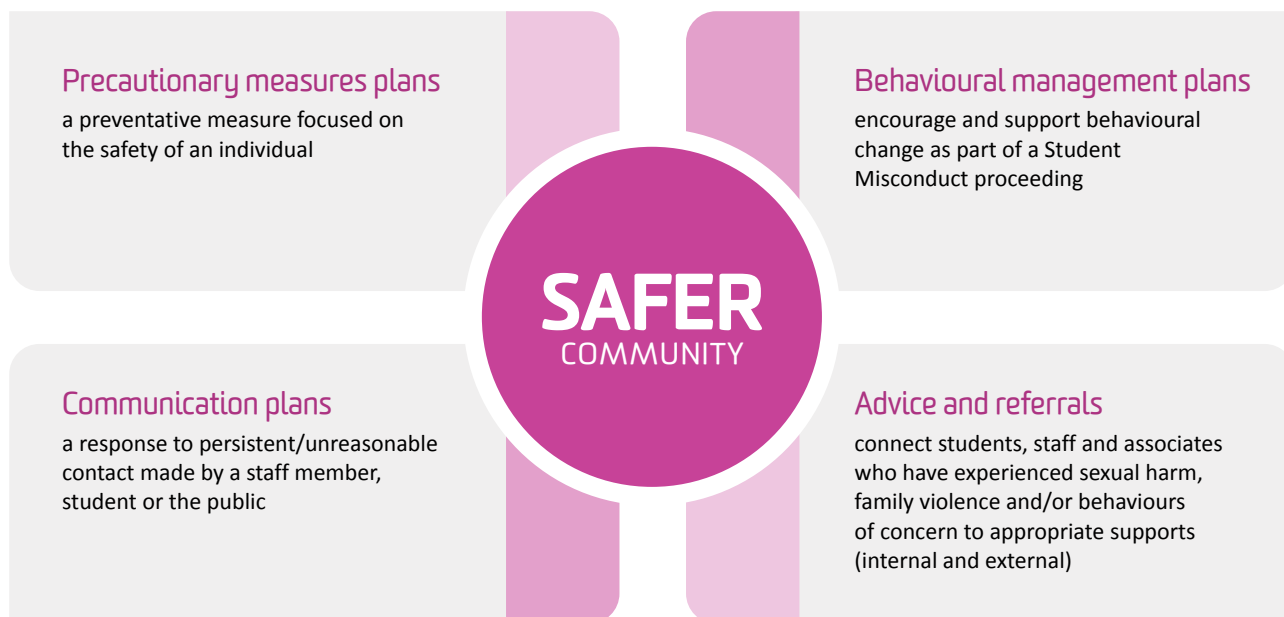 Precautionary measures plans
a preventative measure focused on
the safety of an individual
Behavioural management plans
encourage and support behavioural
change as part of a Student
Misconduct proceeding
SAFER
COMMUNITY
Communication plans
a response to persistent/unreasonable
contact made by a staff member,
student or the public
Advice and referrals
connect students, staff and associates
who have experienced sexual harm,
family violence and/or behaviours
of concern to appropriate supports
(internal and external)